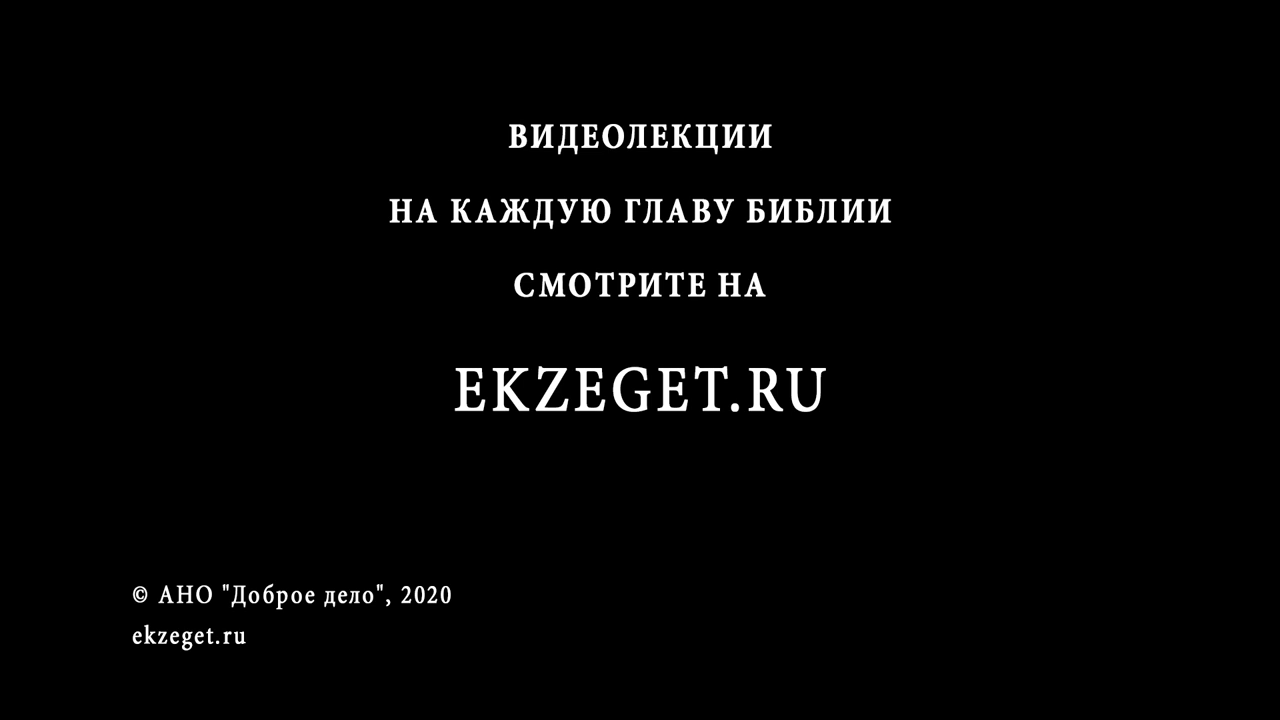 ВИДЕОЛЕКЦИИ
НА КАЖДУЮ ГЛАВУ БИБЛИИ
СМОТРИТЕ НА
EKZEGET.RU
© АНО "Доброе дело", 2020
ekzeget.ru